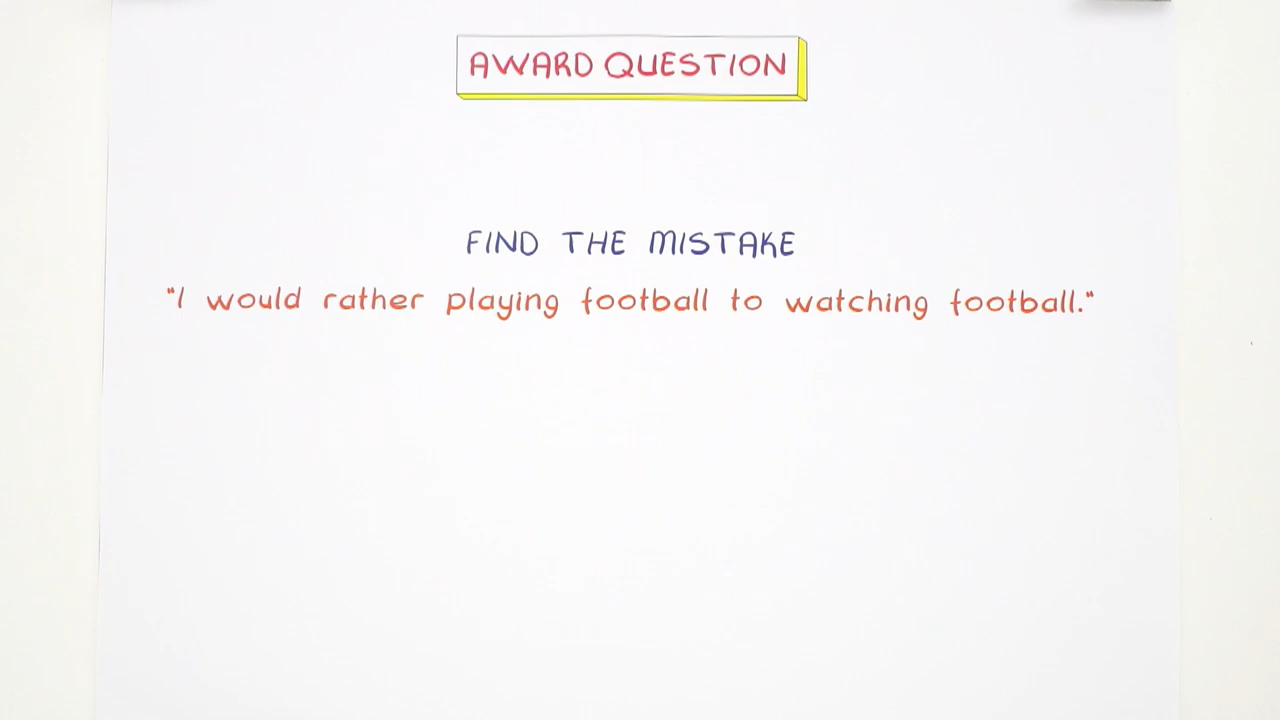 AWARD QUESTION
FIND THE MISTAKE
"I would rather playing football to watching football."